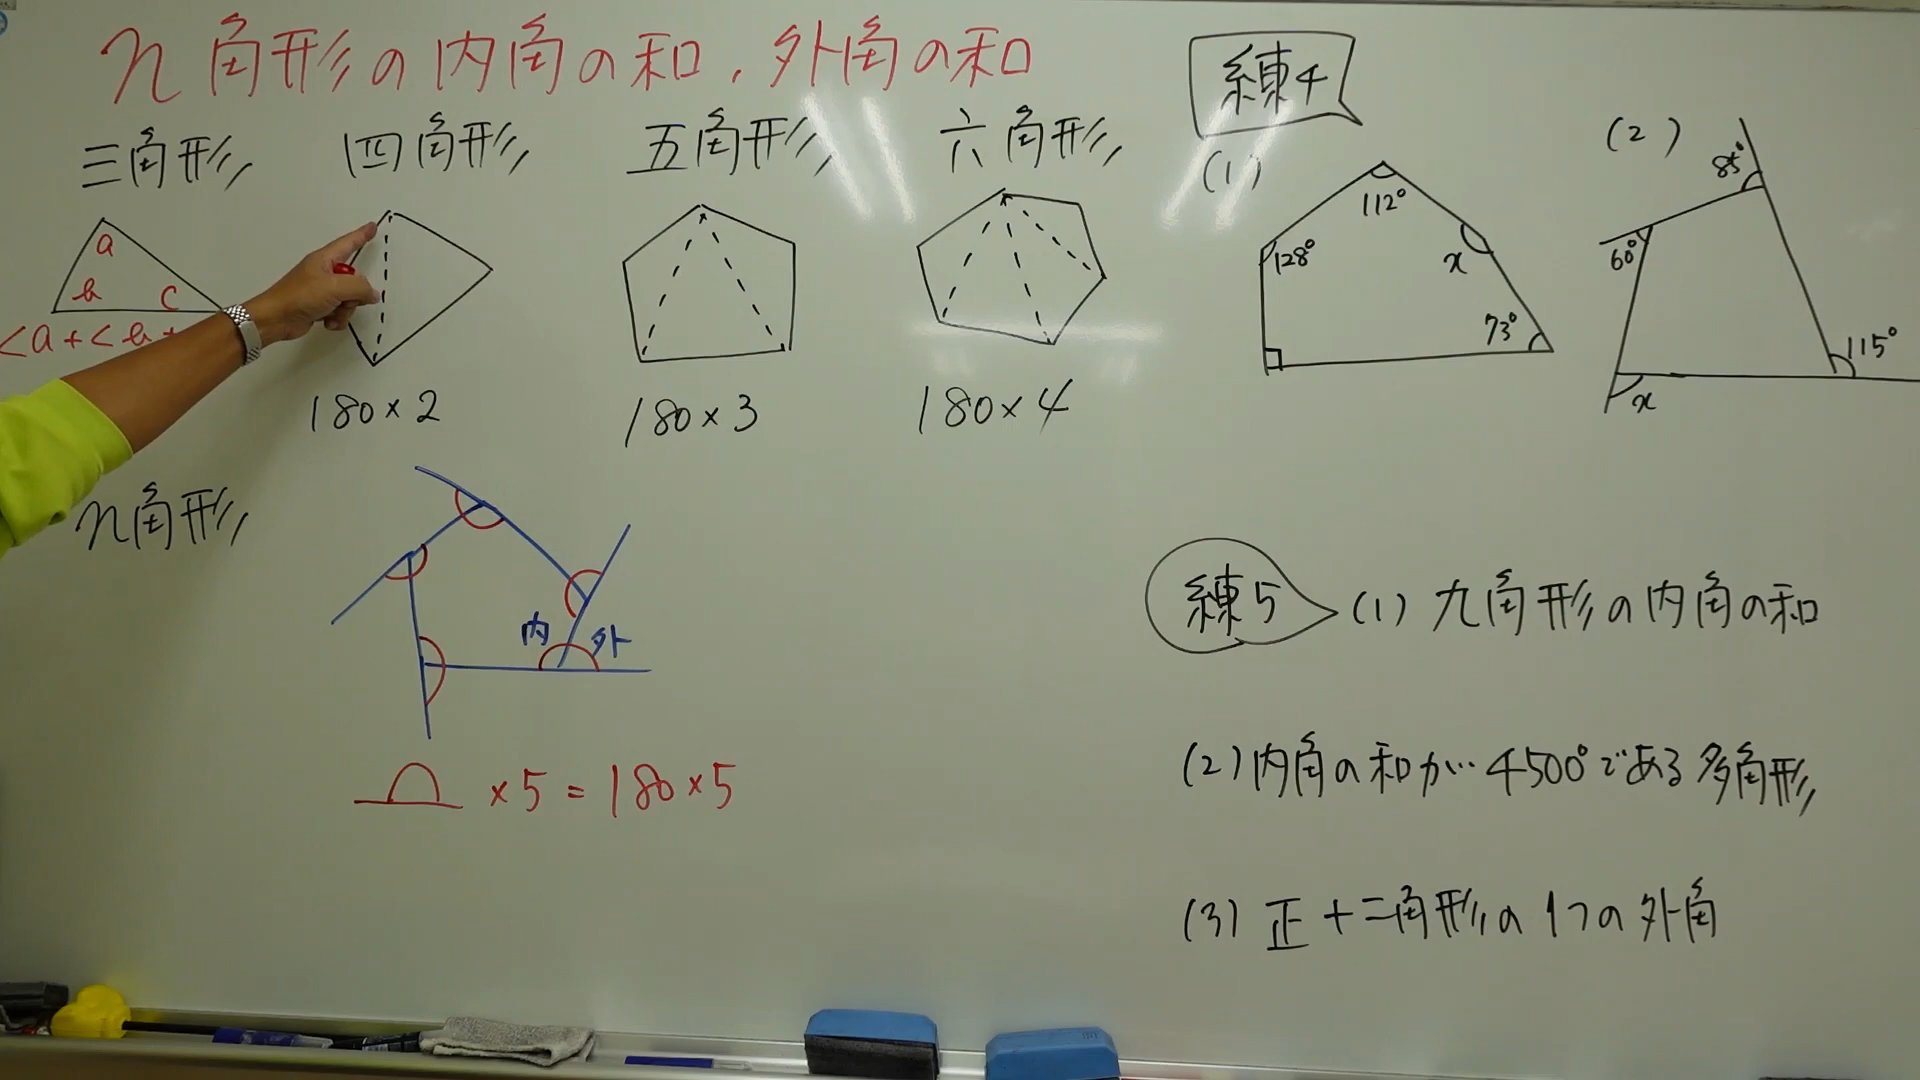 n角形の内角の和、外角の和
三角形
四角形
五角形
六角形
a
b
c
<a+<b+
180×2
180×3
180×4
n角形
内
外
×5=180×5
練4
(1)
112°
128°
x
73°
(2)
85°
60°
115°
x
練5
(1)九角形の内角の和
(2)内角の和が4500°である多角形
(3)正十二角形の1つの外角